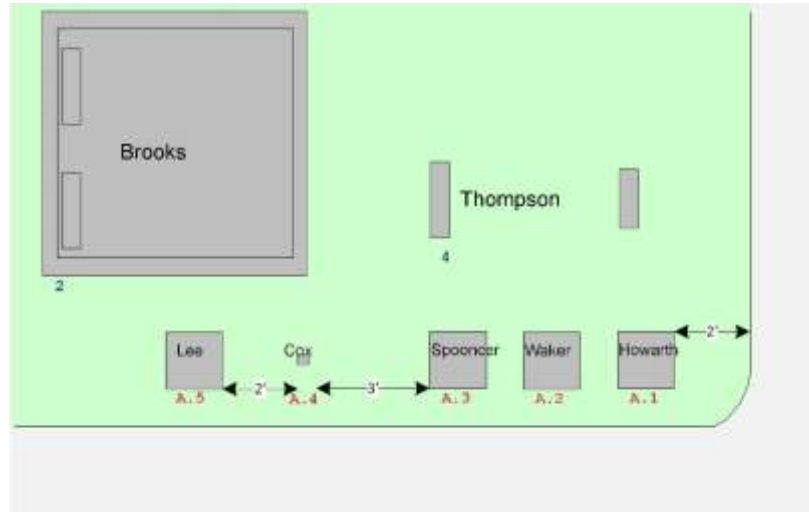 Brooks
Thompson
4
2
Lee
Cox
Spooncer
Waker
Howarth
2'
2'
3'
A.5
A.4
A.3
A.2
A.1